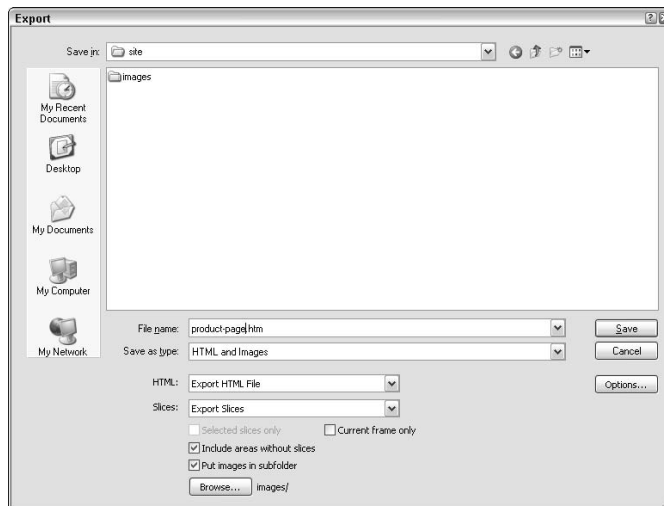 Export
Save in: site
images
My Recent
Documents
Desktop
My Documents
My Computer
My Network
File name: product-page.htm Save
Save as type: HTML and Images Cancel
HTML: Export HTML File Options...
Slices: Export Slices
Selected slices only Current frame only
Include areas without slices
Put images in subfolder
Browse... images/